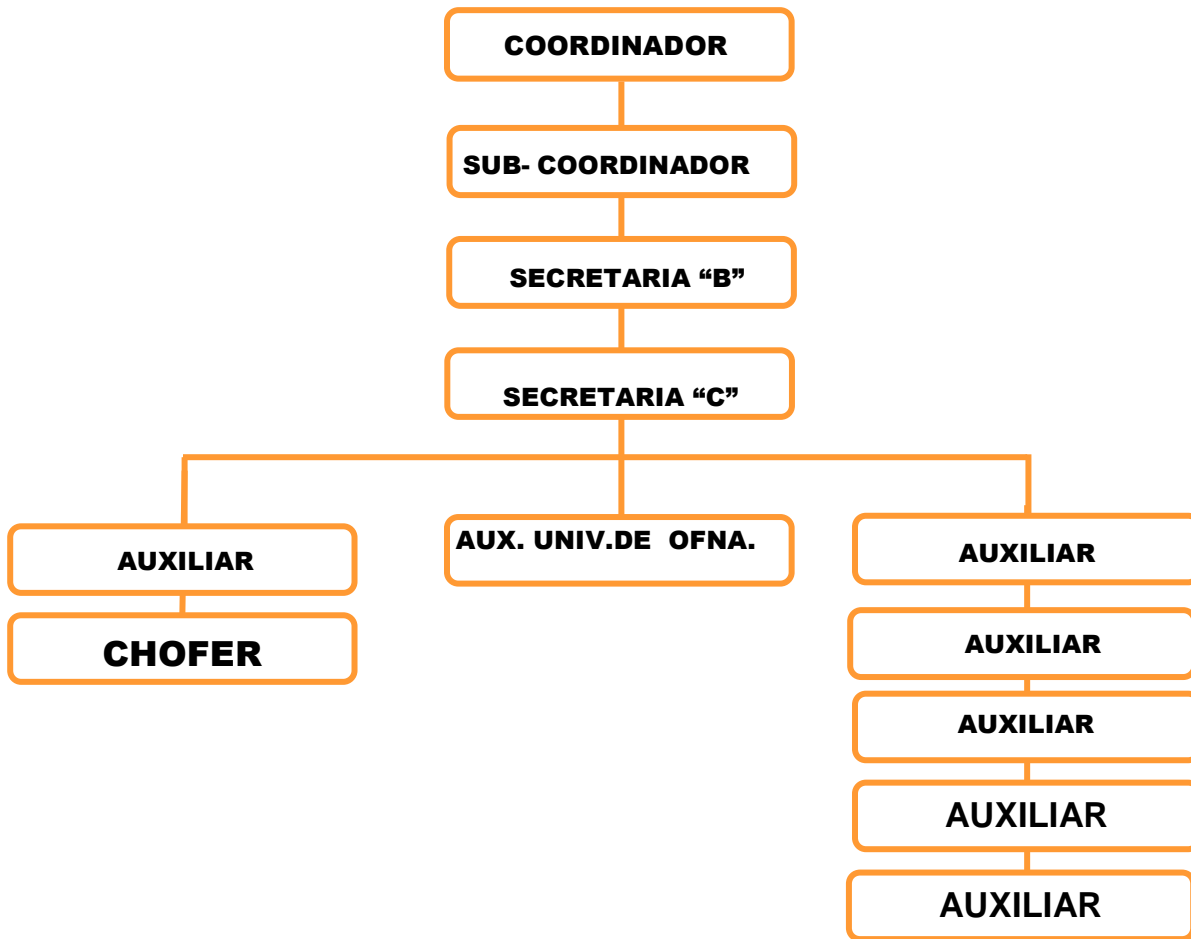 COORDINADOR
SUB- COORDINADOR
SECRETARIA “B”
SECRETARIA “C”
AUXILIAR
CHOFER
AUX. UNIV.DE  OFNA.
AUXILIAR
AUXILIAR
AUXILIAR
AUXILIAR
AUXILIAR